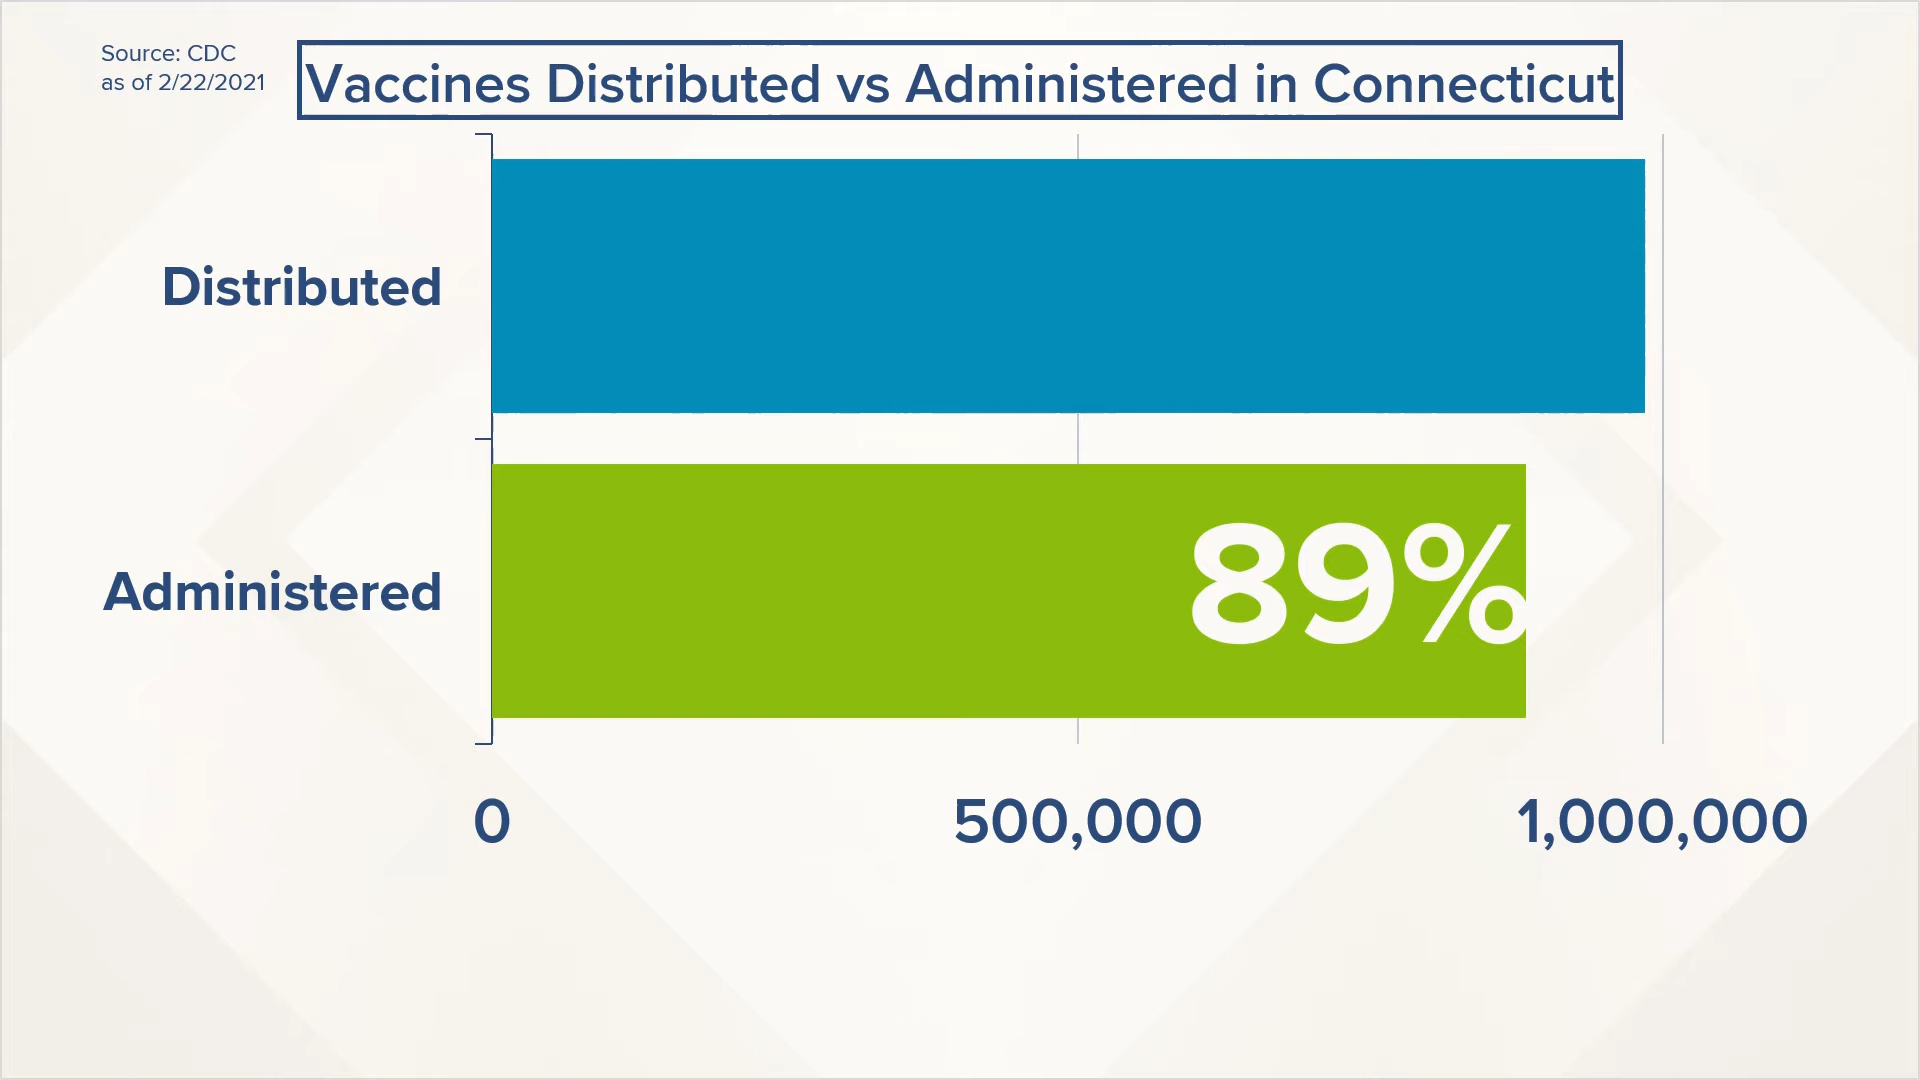 Source: CDC
as of 2/22/2021
Vaccines Distributed vs Administered in Connecticut
Distributed
Administered
89%
0
500,000
1,000,000